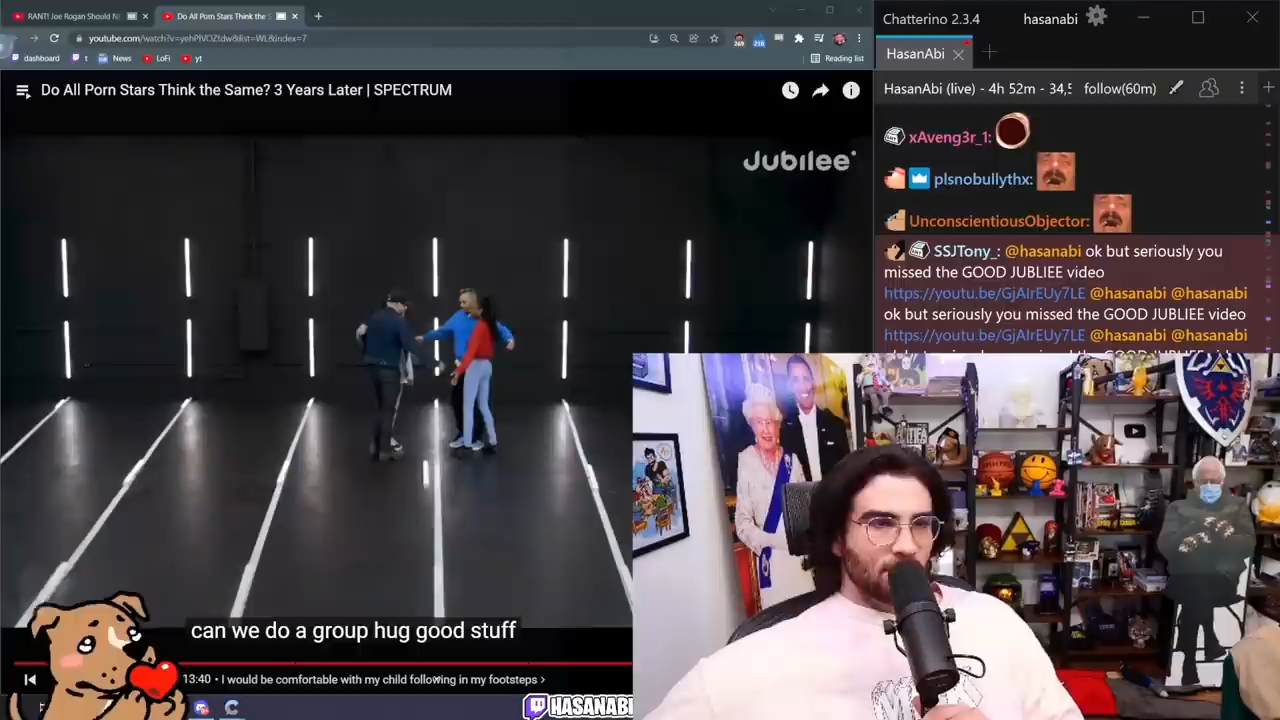 RANT! Joe Rogan Should N
Do All Porn Stars Think the S
youtube.com/watch?v=yehPlVOZtdw&list=WL&index=7
dashboard
t
News
LoFi
yt
Reading list
Do All Porn Stars Think the Same? 3 Years Later | SPECTRUM
Jubilee
can we do a group hug good stuff
13:40 • I would be comfortable with my child following in my footsteps >
HASANABI
Chatterino 2.3.4
hasanabi
HasanAbi
HasanAbi (live) - 4h 52m - 34,5
follow(60m)
xAveng3r_1:
plsnobullythx:
UnconscientiousObjector:
SSJTony_: @hasanabi ok but seriously you
missed the GOOD JUBLIEE video
https://youtu.be/GjAIrEUy7LE @hasanabi @hasanabi
ok but seriously you missed the GOOD JUBLIEE video
https://youtu.be/GjAIrEUy7LE @hasanabi @hasanabi